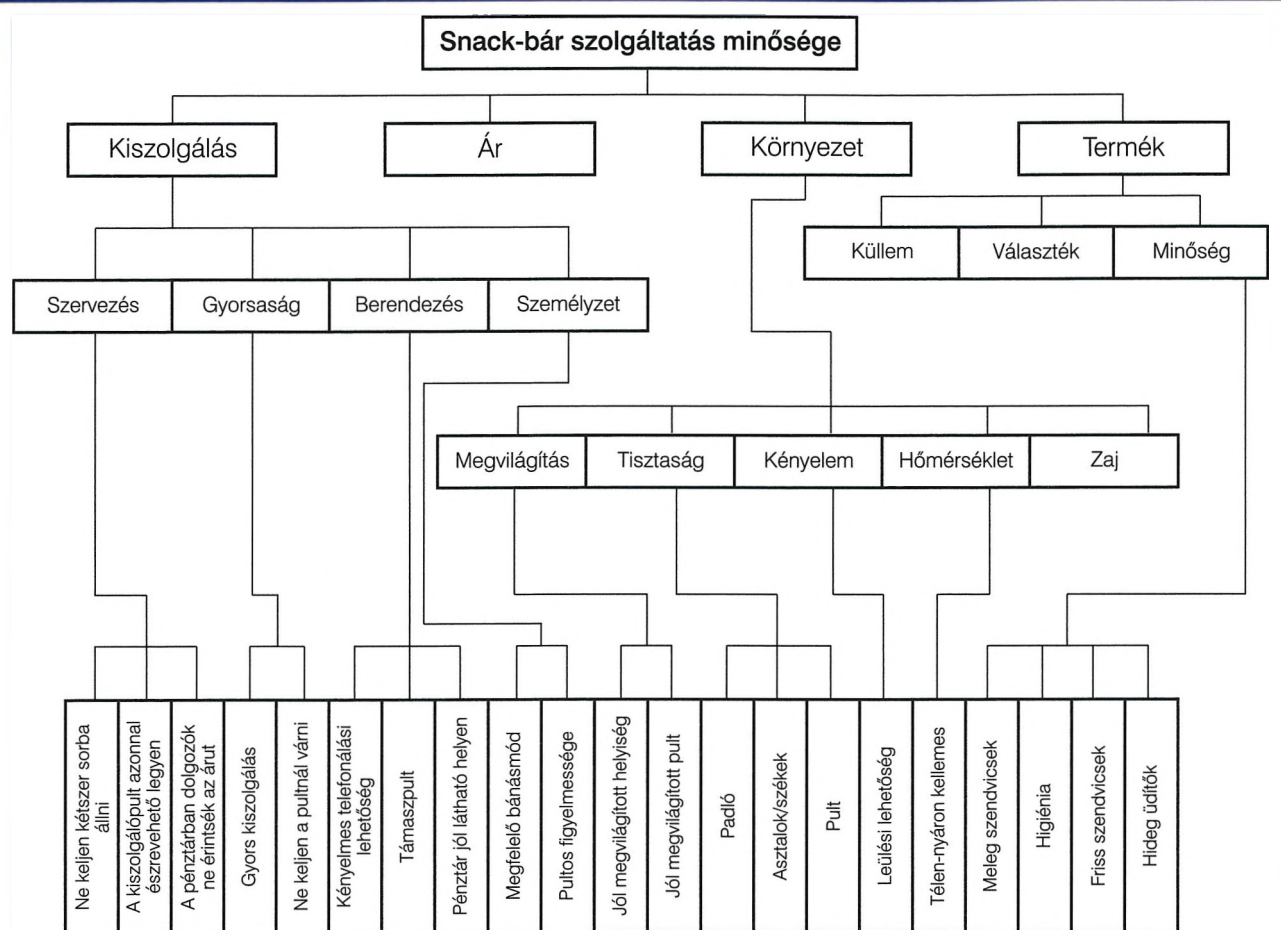 Snack-bár szolgáltatás minősége
Kiszolgálás
Ár
Környezet
Termék
Küllem
Választék
Minőség
Szervezés
Gyorsaság
Berendezés
Személyzet
Megvilágítás
Tisztaság
Kényelem
Hőmérséklet
Zaj
Ne keljen kétszer sorba
állni
A kiszolgálópult azonnal
észrevehető legyen
A pénztárban dolgozók
ne érintsék az árut
Gyors kiszolgálás
Ne keljen a pultnál várni
Kényelmes telefonálási
lehetőség
Támaszpult
Pénztár jól látható helyen
Megfelelő bánásmód
Pultos figyelmessége
Jól megvilágított helyiség
Jól megvilágított pult
Padló
Asztalok/székek
Pult
Leülési lehetőség
Télen-nyáron kellemes
Meleg szendvicsek
Higiénia
Friss szendvicsek
Hideg üdítők